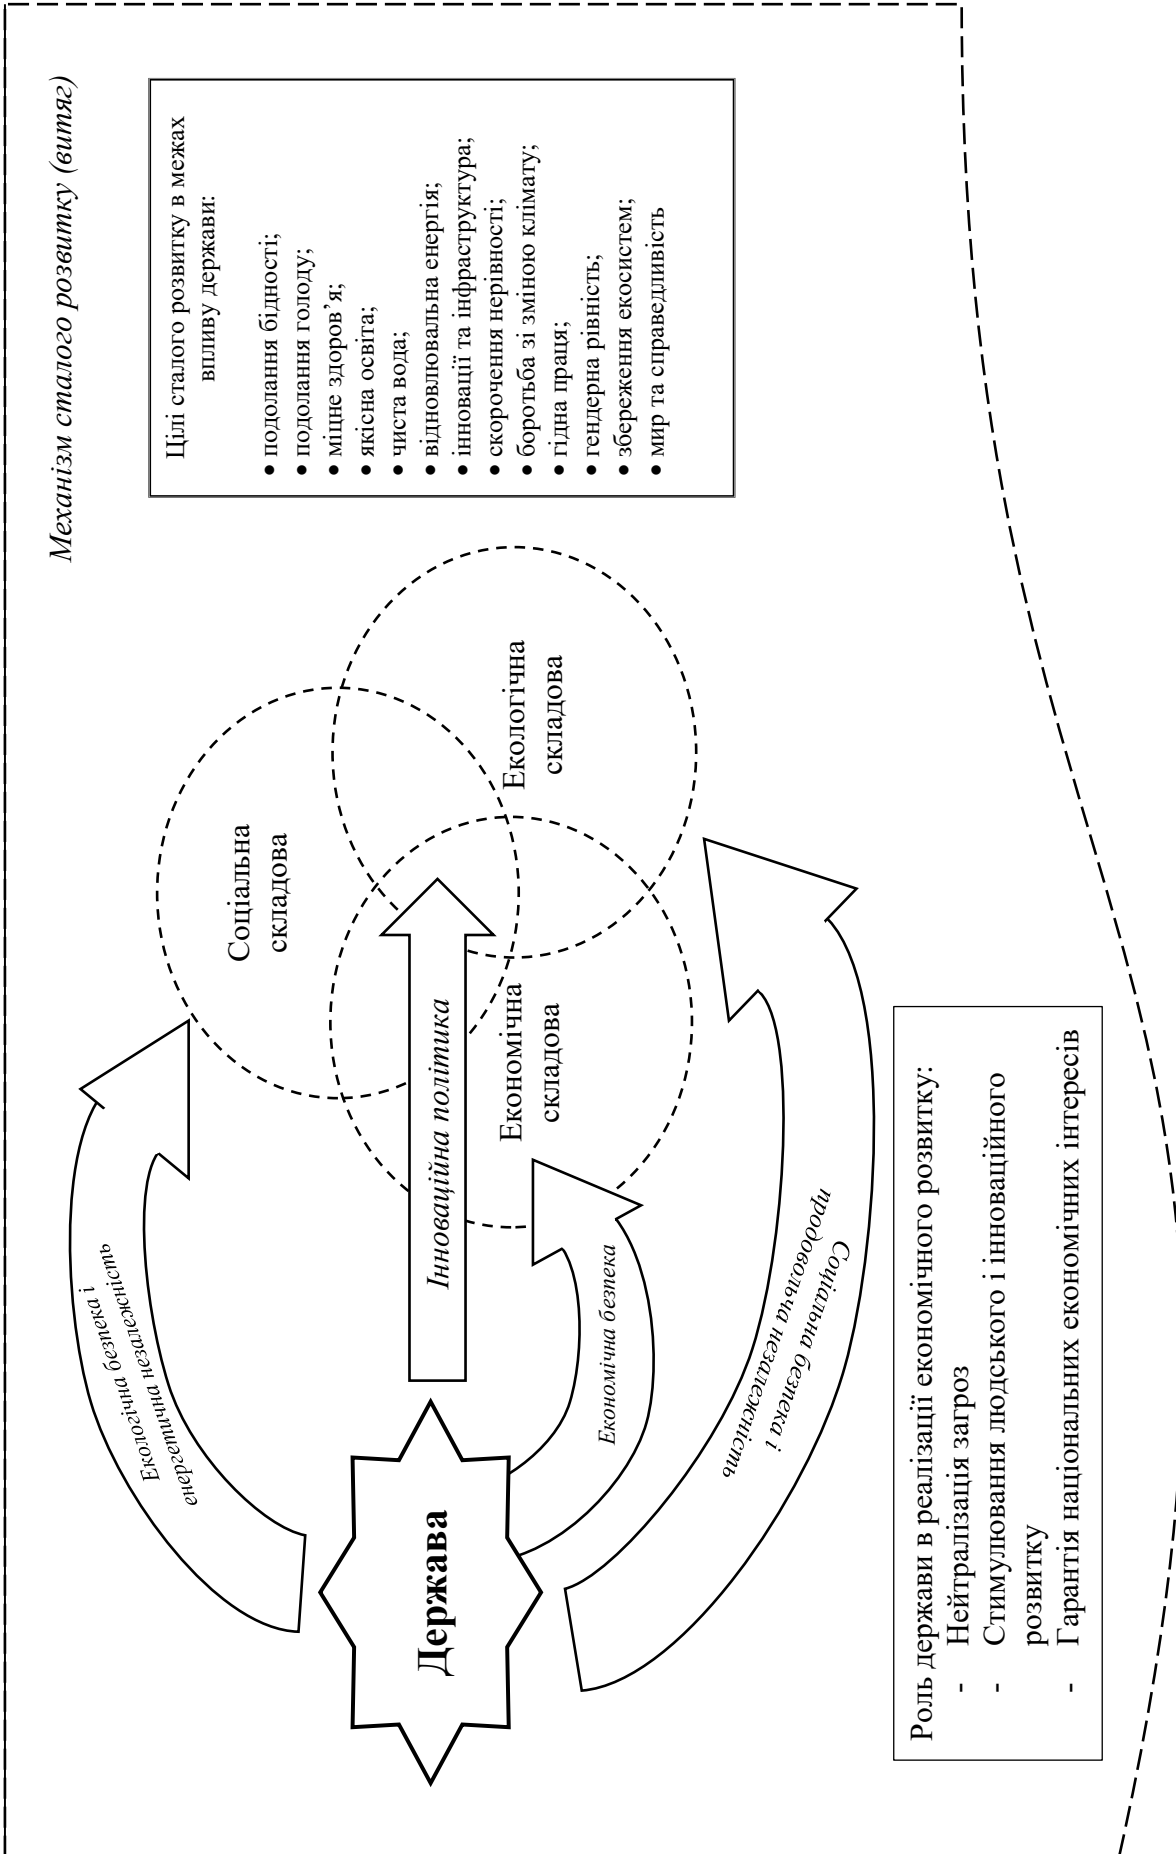 Механізм сталого розвитку (витяг)
Цілі сталого розвитку в межах
впливу держави:
• подолання бідності;
• подолання голоду;
• міцне здоров’я;
• якісна освіта;
• чиста вода;
• відновлювальна енергія;
• інновації та інфраструктура;
• скорочення нерівності;
• боротьба зі зміною клімату;
• гідна праця;
• гендерна рівність;
• збереження екосистем;
• мир та справедливість
Соціальна
складова
Екологічна
складова
Економічна
складова
Екологічна безпека і
енергетична незалежність
Інноваційна політика
Економічна безпека
Соціальна безпека і
продовольча незалежність
Держава
Роль держави в реалізації економічного розвитку:
- Нейтралізація загроз
- Стимулювання людського і інноваційного
розвитку
- Гарантія національних економічних інтересів